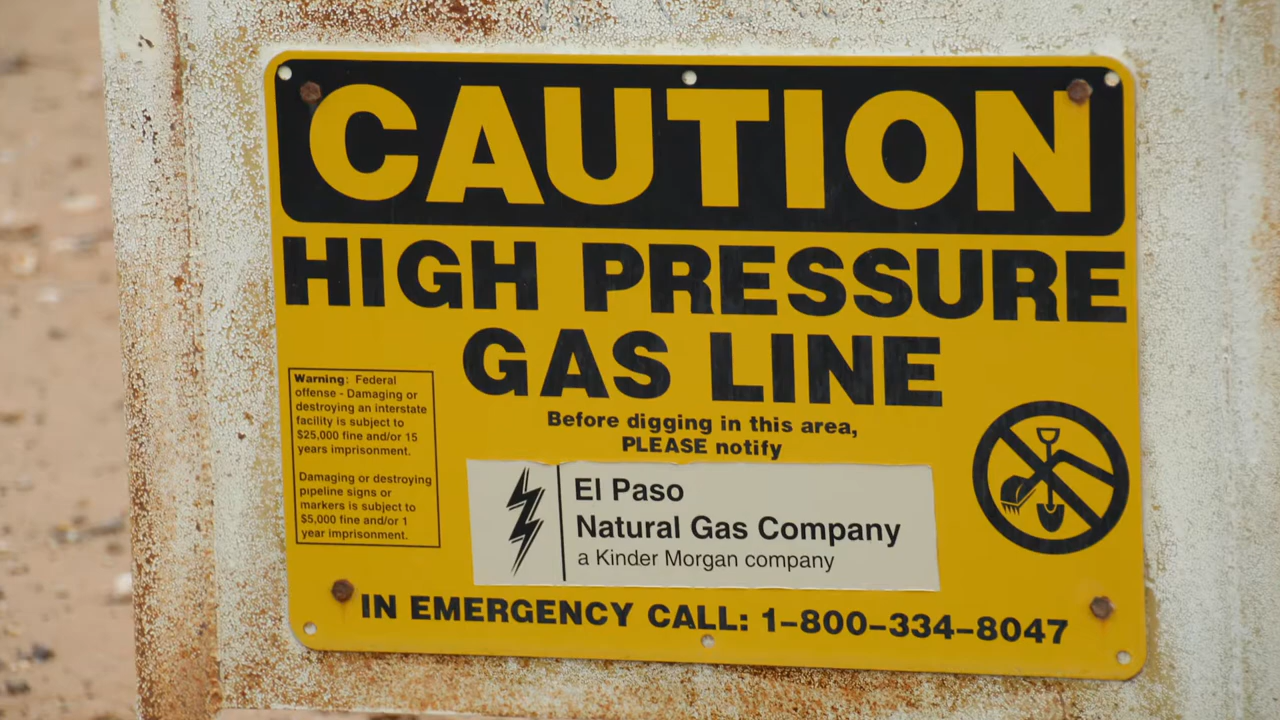 CAUTION
HIGH PRESSURE
GAS LINE
Before digging in this area,
PLEASE notify
Warning: Federal
offense - Damaging or
destroying an interstate
facility is subject to
$25,000 fine and/or 15
years imprisonment.
Damaging or destroying
pipeline signs or
markers is subject to
$5,000 fine and/or 1
year imprisonment.
El Paso
Natural Gas Company
a Kinder Morgan company
IN EMERGENCY CALL: 1-800-334-8047